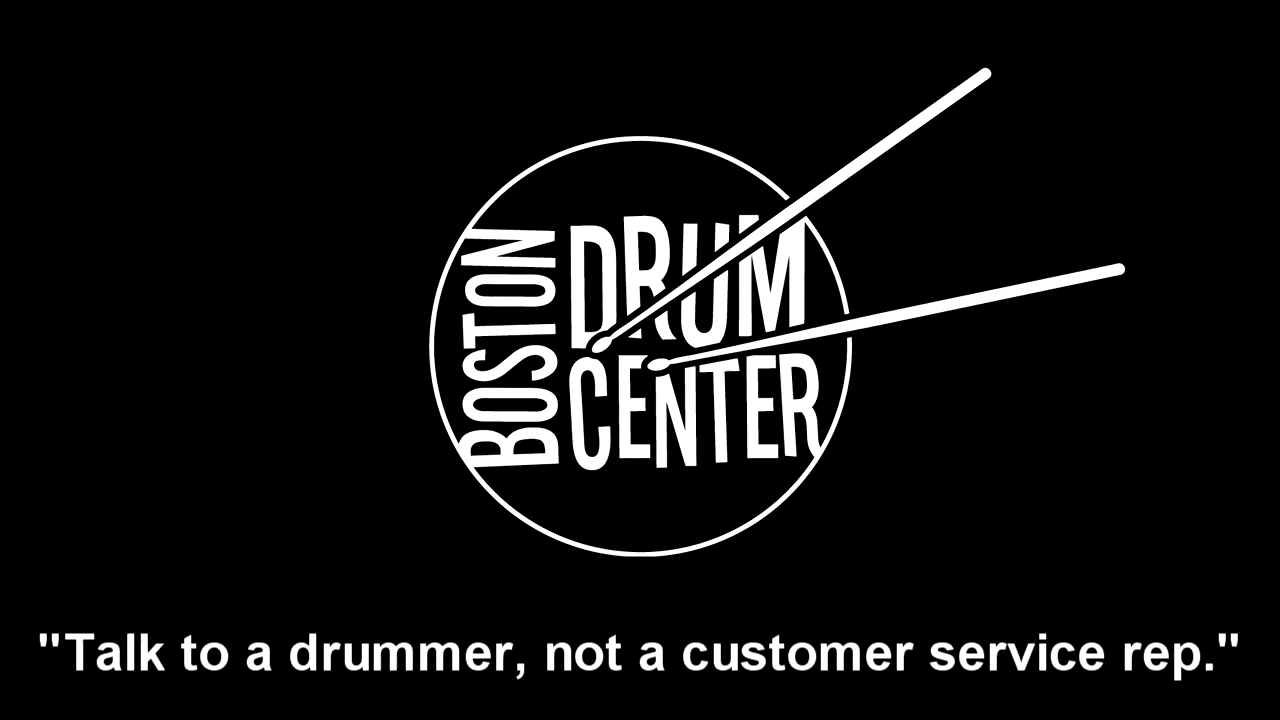 BOSTON
DRUM
CENTER
"Talk to a drummer, not a customer service rep."